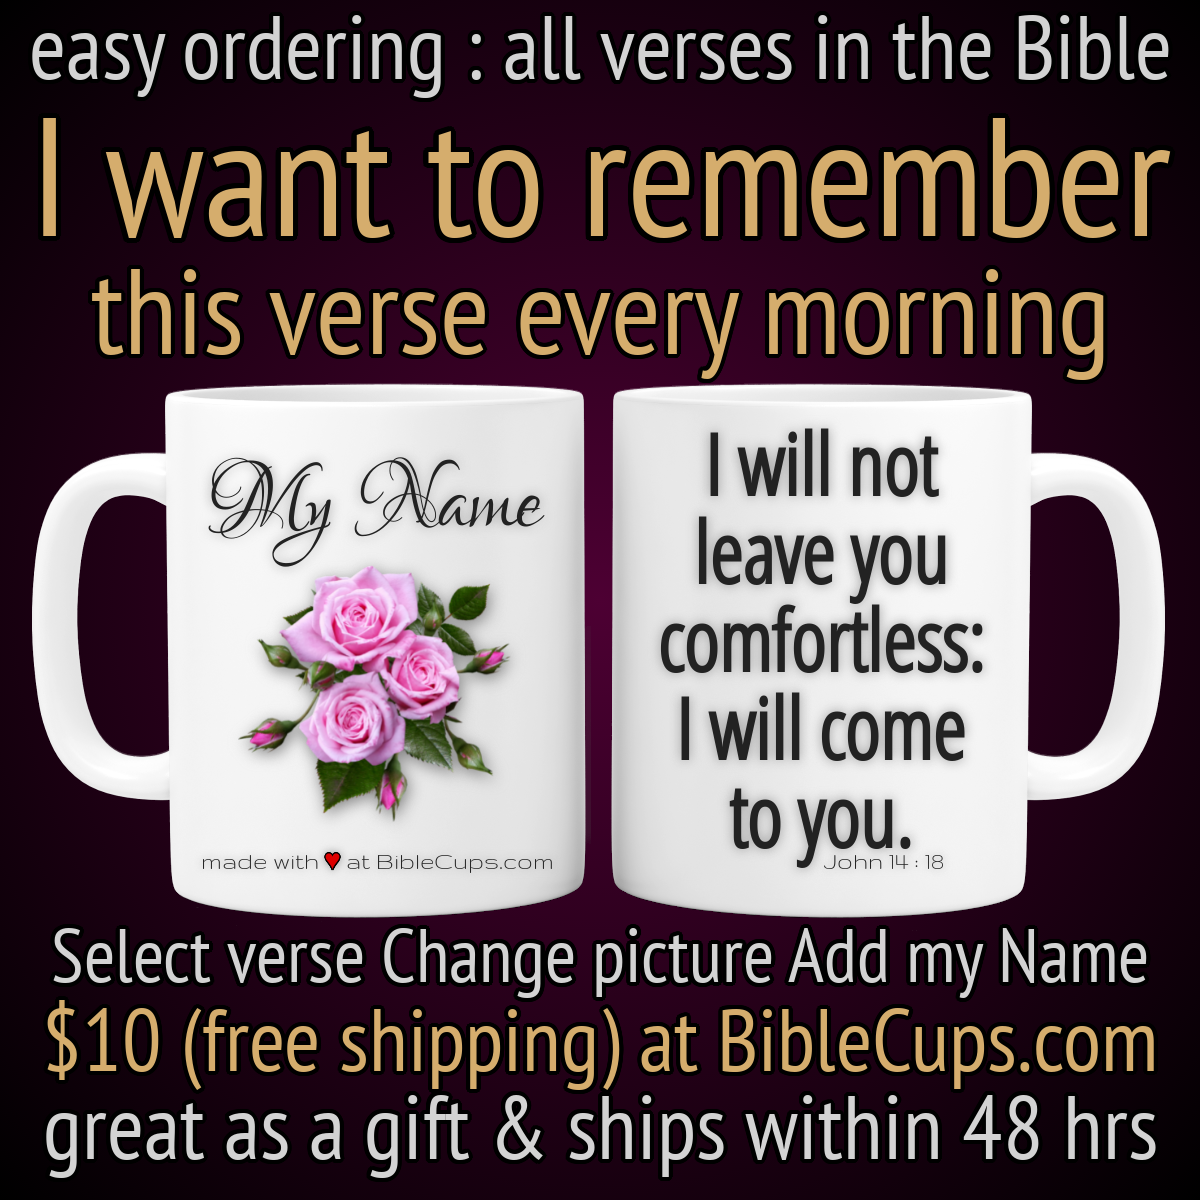 easy ordering : all verses in the Bible
I want to remember
this verse every morning
My Name
made with ♥ at BibleCups.com
I will not
leave you
comfortless:
I will come
to you.
John 14 : 18
Select verse Change picture Add my Name
$10 (free shipping) at BibleCups.com
great as a gift & ships within 48 hrs